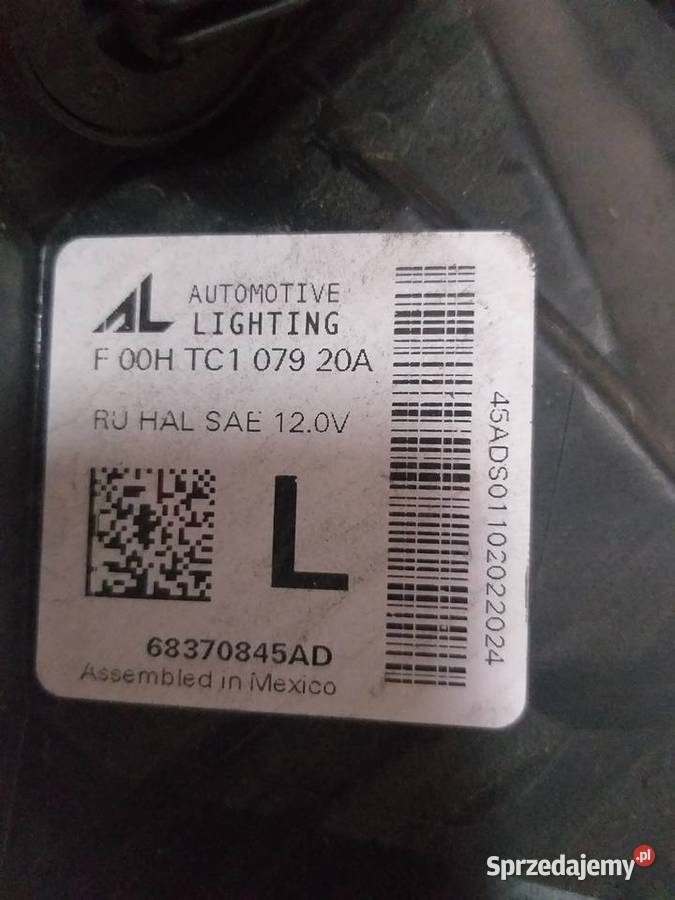 AL AUTOMOTIVE
LIGHTING
F 00H TC1 079 20A
RU HAL SAE 12.0V
L
68370845AD
Assembled in Mexico
45ADS01102022024
Sprzedajemy.pl